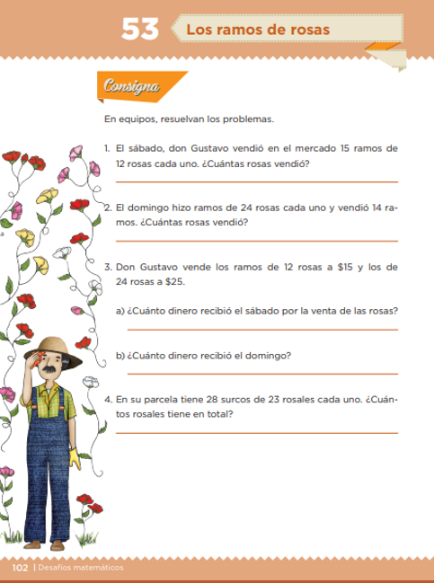 53
Los ramos de rosas
Consigna
En equipos, resuelvan los problemas.
1. El sábado, don Gustavo vendió en el mercado 15 ramos de
12 rosas cada uno. ¿Cuántas rosas vendió?
2. El domingo hizo ramos de 24 rosas cada uno y vendió 14 ra-
mos. ¿Cuántas rosas vendió?
3. Don Gustavo vende los ramos de 12 rosas a $15 y los de
24 rosas a $25.
a) ¿Cuánto dinero recibió el sábado por la venta de las rosas?
b) ¿Cuánto dinero recibió el domingo?
4. En su parcela tiene 28 surcos de 23 rosales cada uno. ¿Cuán-
tos rosales tiene en total?
102 | Desafíos matemáticos